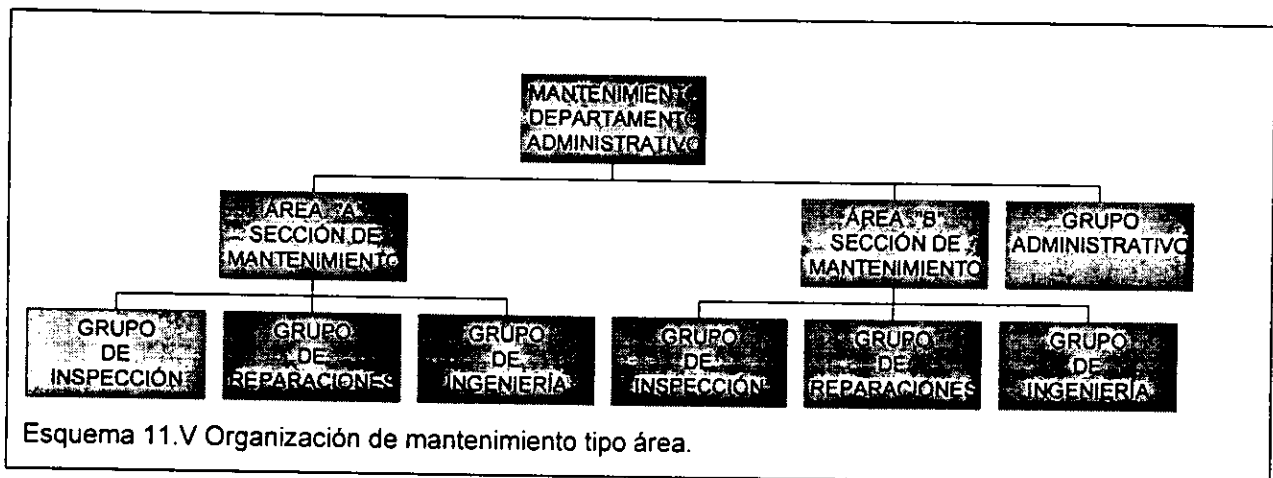 MANTENIMIENTO
DEPARTAMENTO
ADMINISTRATIVO
ÁREA "A"
SECCIÓN DE
MANTENIMIENTO
ÁREA "B"
SECCIÓN DE
MANTENIMIENTO
GRUPO
ADMINISTRATIVO
GRUPO
DE
INSPECCIÓN
GRUPO
DE
REPARACIONES
GRUPO
DE
INGENIERÍA
GRUPO
DE
INSPECCIÓN
GRUPO
DE
REPARACIONES
GRUPO
DE
INGENIERÍA
Esquema 11.V Organización de mantenimiento tipo área.